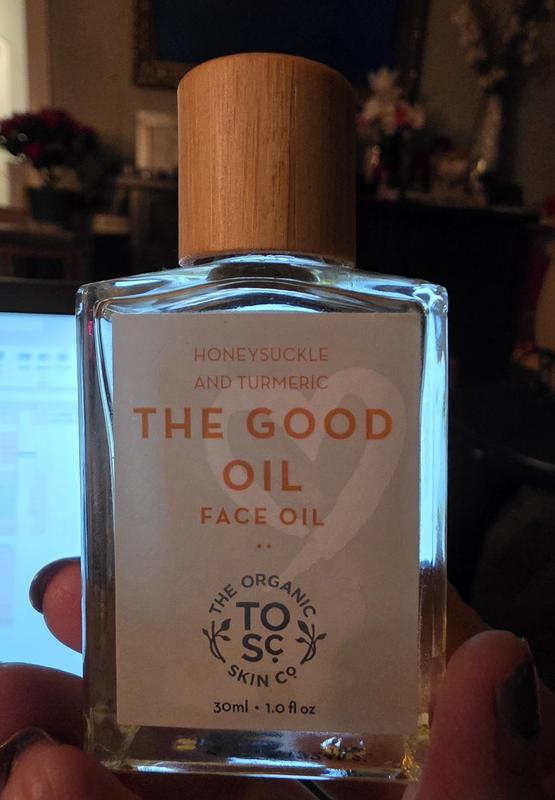 HONEYSUCKLE
AND TURMERIC
THE GOOD
OIL
FACE OIL
THE ORGANIC
TO
SC
SKIN CO
30ml • 1.0 fl oz